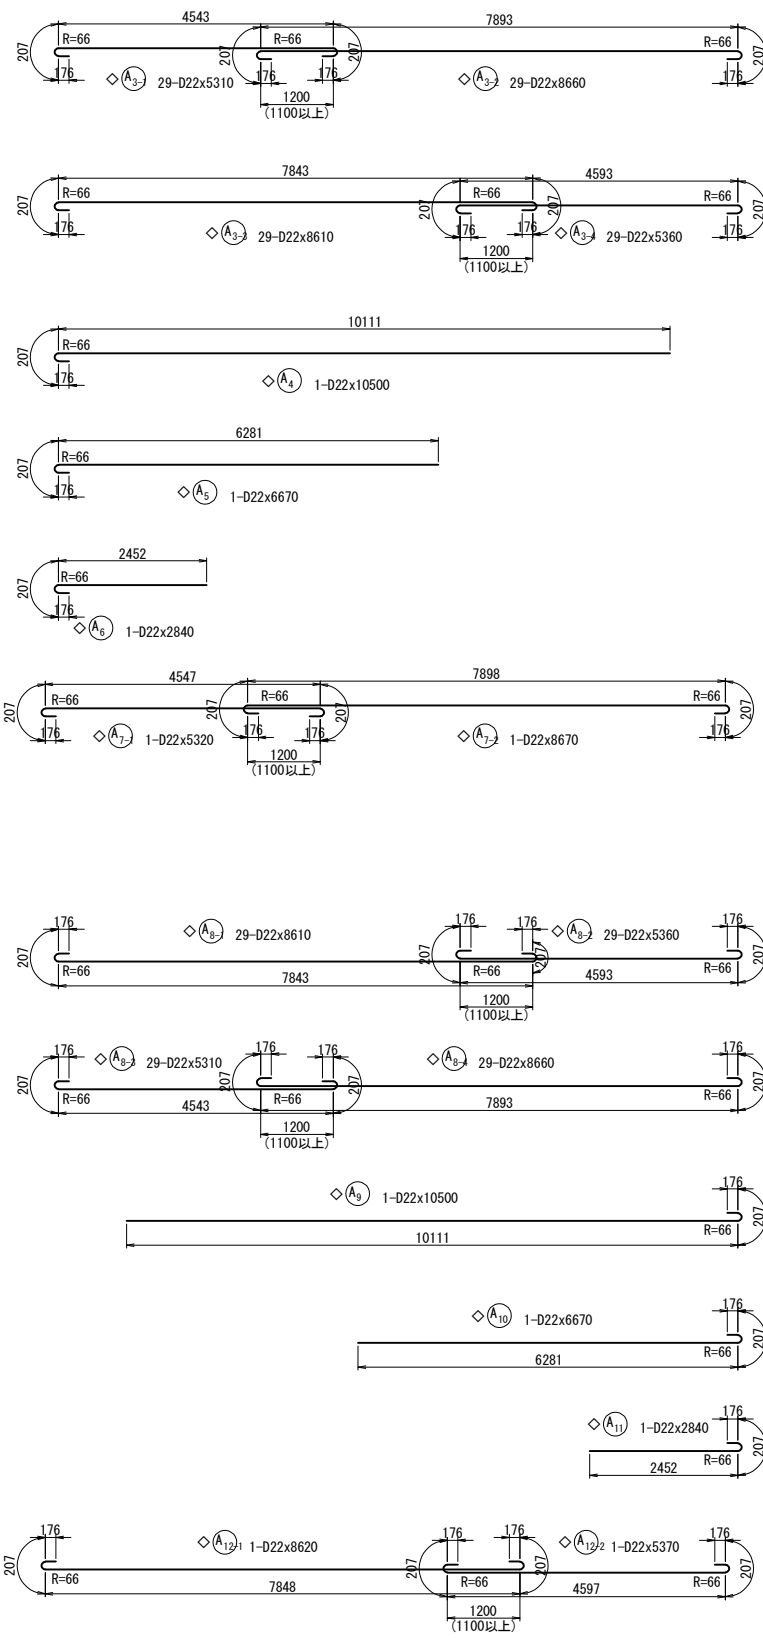 4543
7893
R=66
R=66
R=66
207
207
207
207
176
176
176
176
◇ A3-1 29-D22x5310
◇ A3-2 29-D22x8660
1200
(1100以上)
7843
4593
R=66
R=66
R=66
207
207
207
207
176
176
176
176
◇ A3-3 29-D22x8610
◇ A3-4 29-D22x5360
1200
(1100以上)
10111
R=66
207
176
◇ A4 1-D22x10500
6281
R=66
207
176
◇ A5 1-D22x6670
2452
R=66
207
176
◇ A6 1-D22x2840
4547
7898
R=66
R=66
R=66
207
207
207
207
176
176
176
176
◇ A7-1 1-D22x5320
◇ A7-2 1-D22x8670
1200
(1100以上)
176
◇ A8-1 29-D22x8610
176
176
◇ A8-2 29-D22x5360
176
207
207
207
207
R=66
R=66
R=66
7843
4593
1200
(1100以上)
176
◇ A8-3 29-D22x5310
176
176
◇ A8-4 29-D22x8660
176
207
207
207
207
R=66
R=66
R=66
4543
7893
1200
(1100以上)
◇ A9 1-D22x10500
176
207
R=66
10111
◇ A10 1-D22x6670
176
207
R=66
6281
◇ A11 1-D22x2840
176
207
R=66
2452
176
◇ A12-1 1-D22x8620
176
176
◇ A12-2 1-D22x5370
176
207
207
207
207
R=66
R=66
R=66
7848
4597
1200
(1100以上)